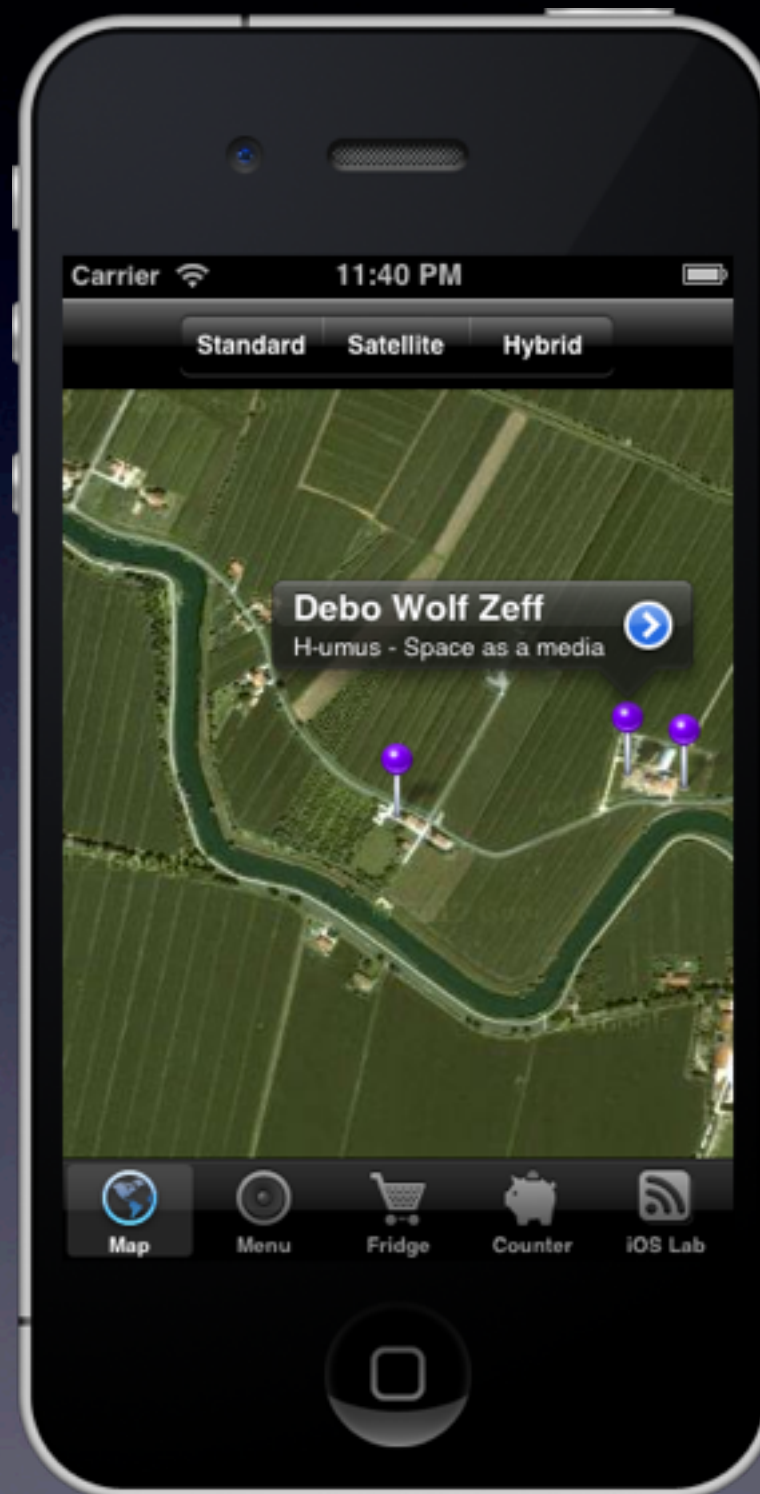 Carrier 11:40 PM
Standard Satellite Hybrid
Debo Wolf Zeff
H-umus - Space as a media
Map Menu Fridge Counter iOS Lab